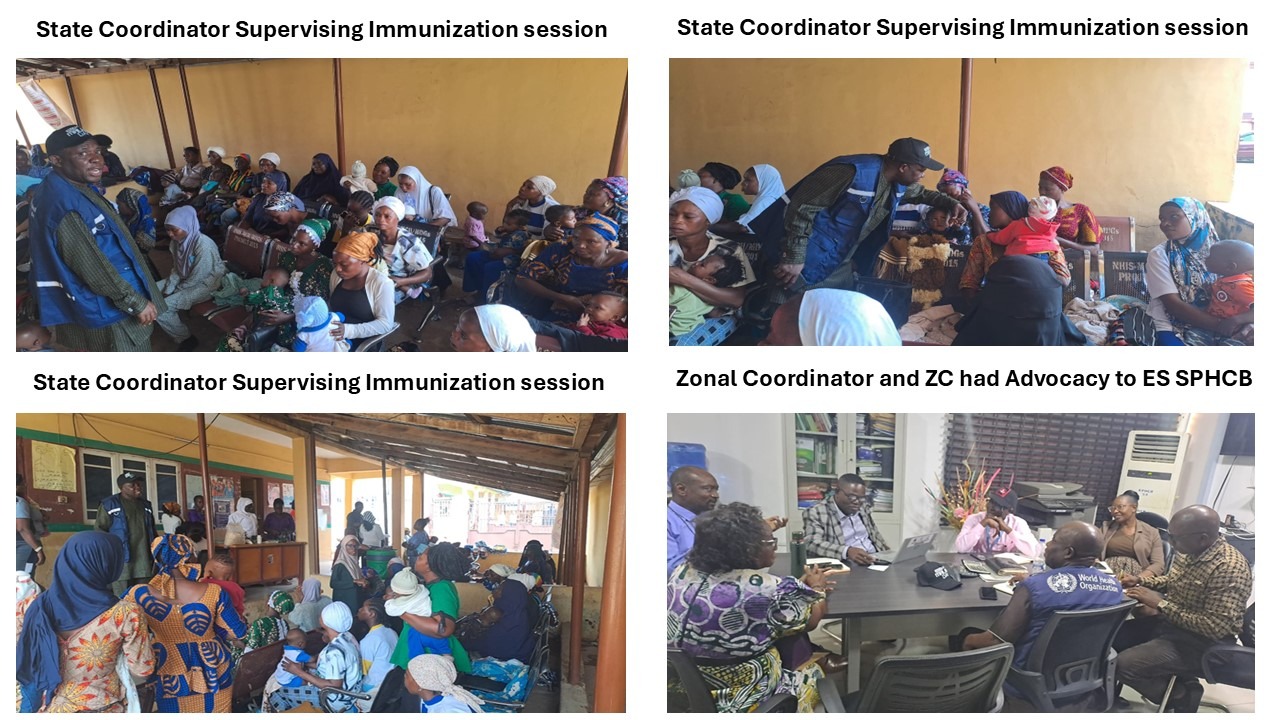 State Coordinator Supervising Immunization session
State Coordinator Supervising Immunization session
NHIS-M
State Coordinator Supervising Immunization session
Zonal Coordinator and ZC had Advocacy to ES SPHCB
World Health
Organization